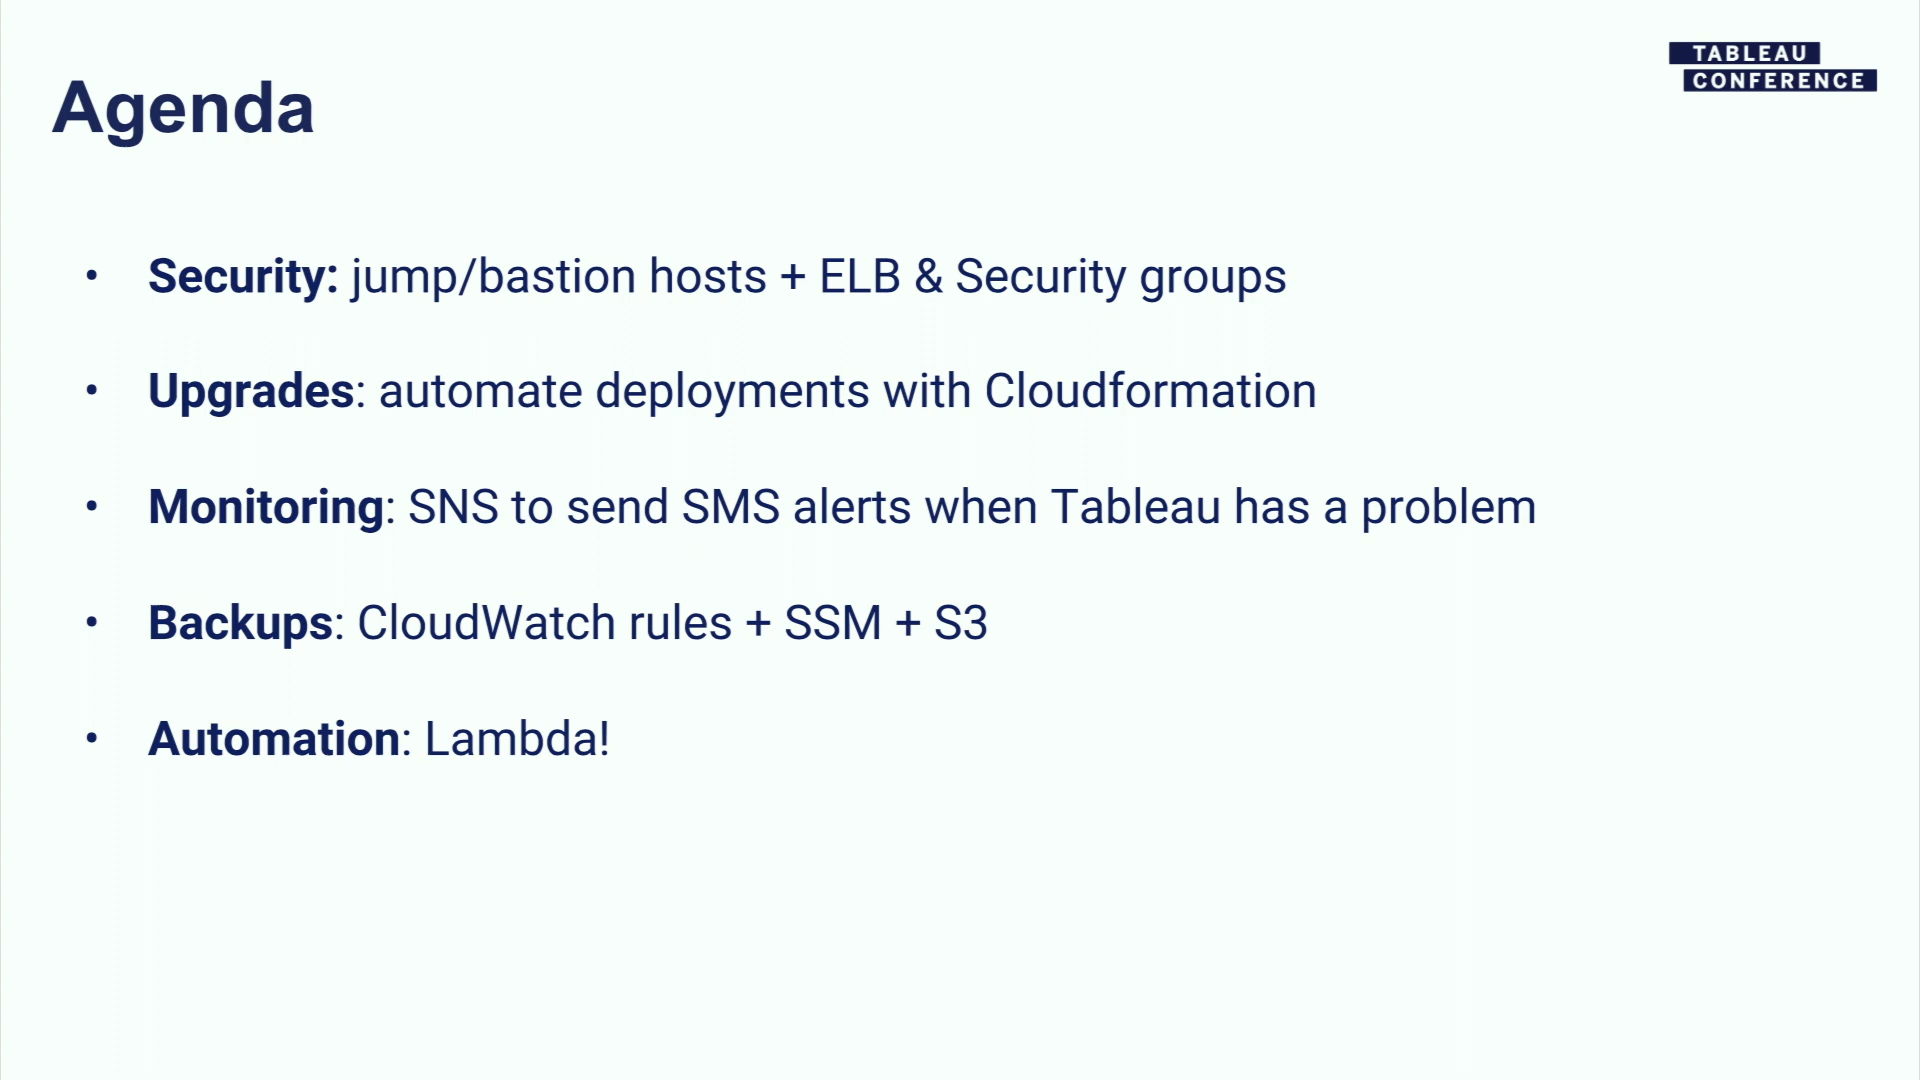 TABLEAU
CONFERENCE
Agenda
• Security: jump/bastion hosts + ELB & Security groups
• Upgrades: automate deployments with Cloudformation
• Monitoring: SNS to send SMS alerts when Tableau has a problem
• Backups: CloudWatch rules + SSM + S3
• Automation: Lambda!